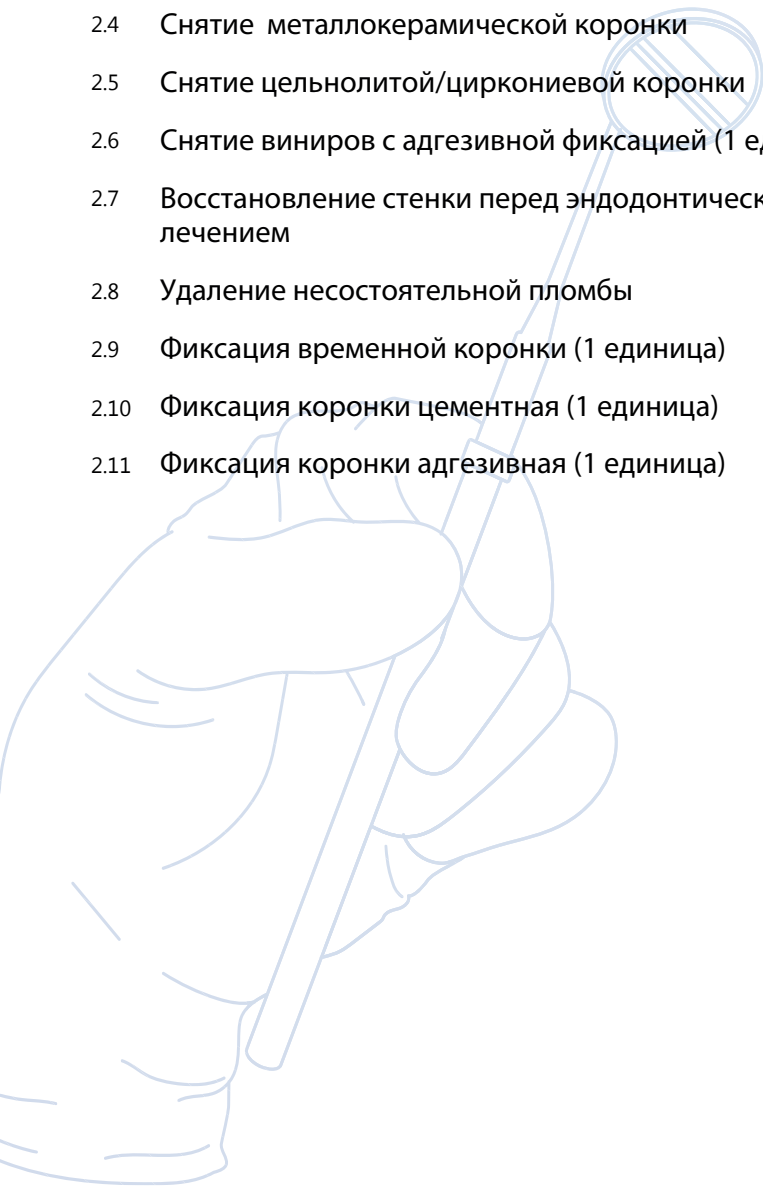 2.4 Снятие металлокерамической коронки
2.5 Снятие цельнолитой/циркониевой коронки
2.6 Снятие виниров с адгезивной фиксацией (1
2.7 Восстановление стенки перед
лечением
2.8 Удаление несостоятельной пломбы
2.9 Фиксация временной коронки (1 единица)
2.10 Фиксация коронки цементная (1 единица)
2.11 Фиксация коронки адгезивная (1 единица)